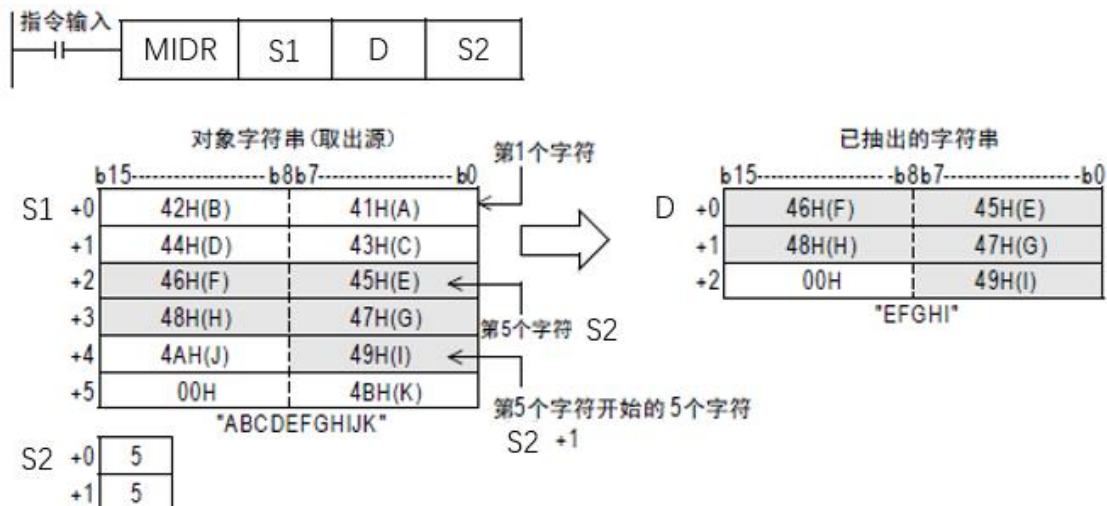 指令输入
MIDR S1 D S2
对象字符串(取出源)
第1个字符
已抽出的字符串
b15------------------b8b7------------------b0
b15------------------b8b7------------------b0
S1 +0 42H(B) 41H(A)
D +0 46H(F) 45H(E)
+1 44H(D) 43H(C)
+1 48H(H) 47H(G)
+2 46H(F) 45H(E)
+2 00H 49H(I)
"EFGHI"
+3 48H(H) 47H(G)
第5个字符 S2
+4 4AH(J) 49H(I)
+5 00H 4BH(K)
第5个字符开始的5个字符
S2 +1
"ABCDEFGHIJK"
S2 +0 5
+1 5